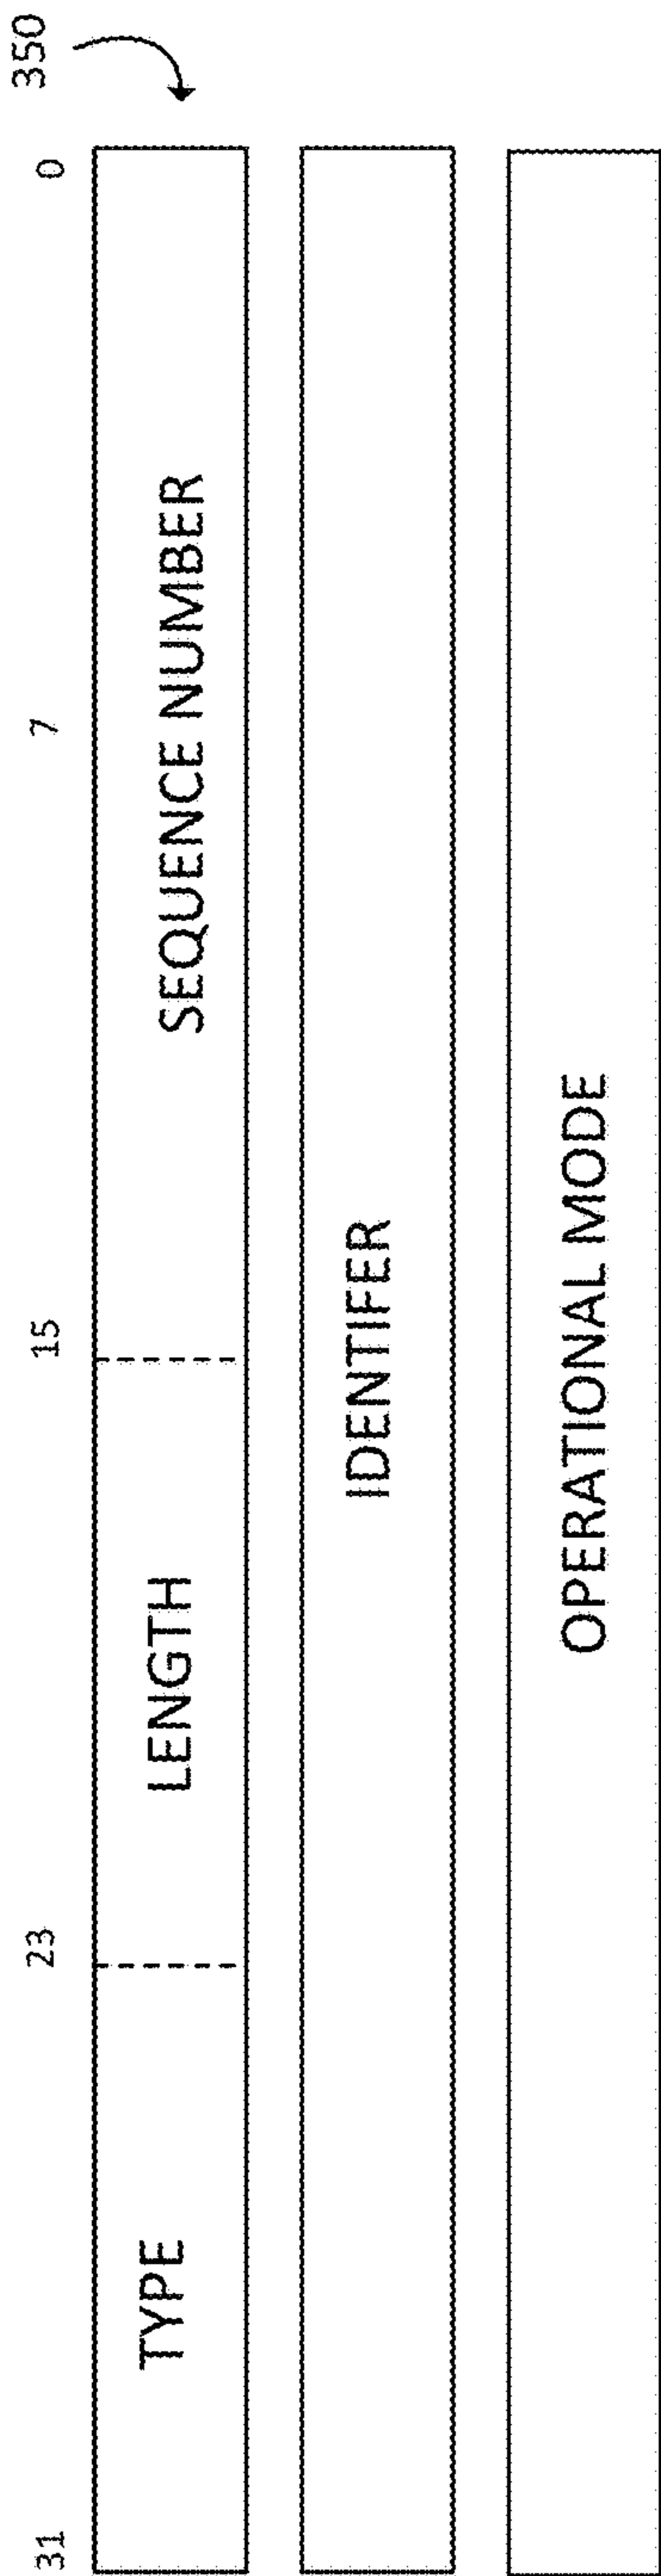 350
31 23 15 7 0
TYPE LENGTH SEQUENCE NUMBER
IDENTIFER
OPERATIONAL MODE